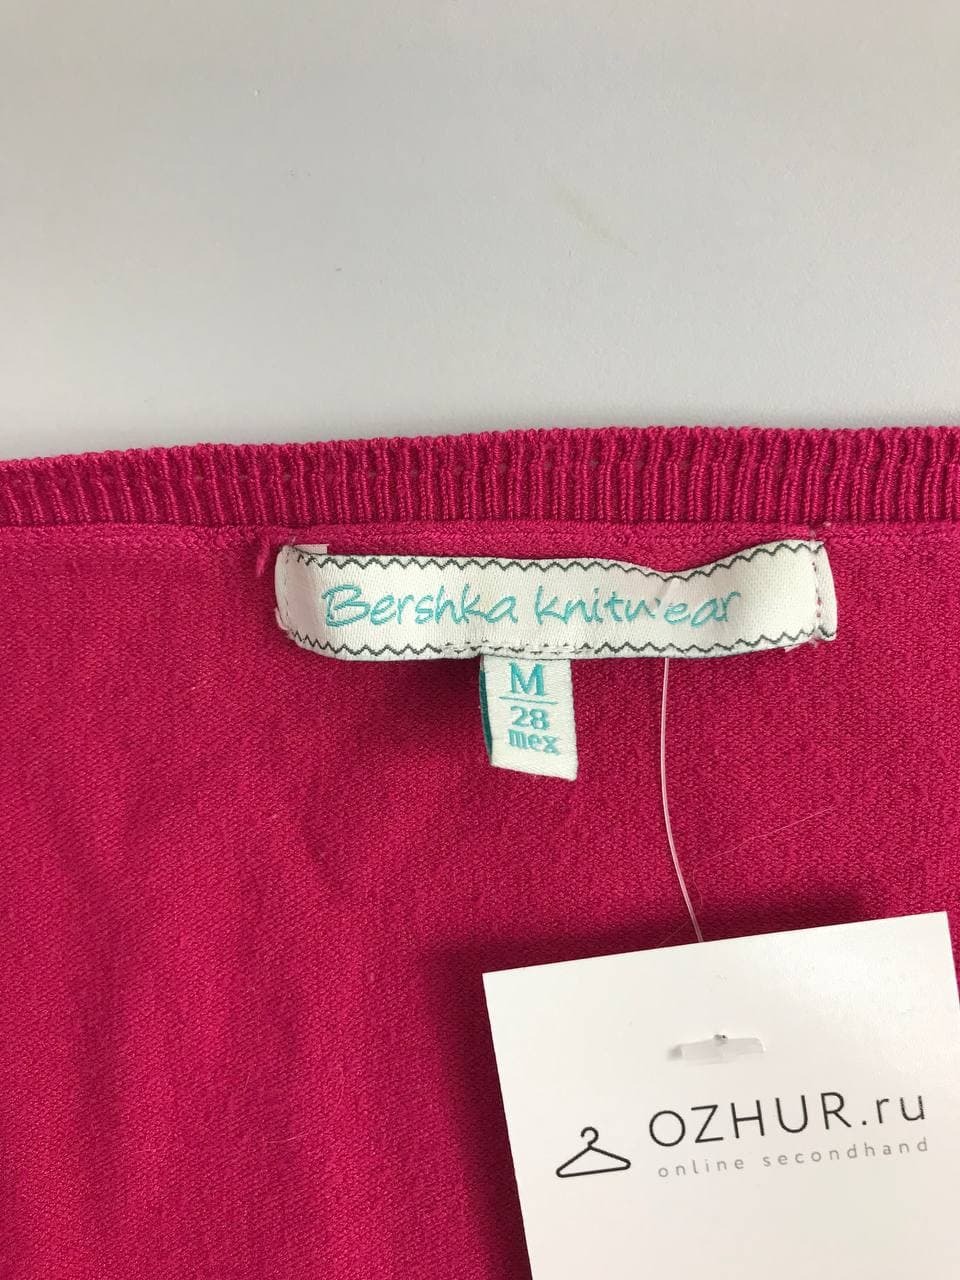 Bershka knitwear
M
28
mex
OZHUR.ru
online secondhand